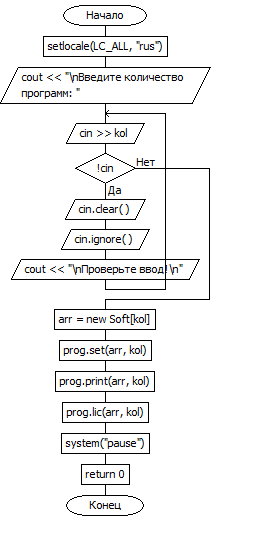 Начало
setlocale(LC_ALL, "rus")
cout << "\nВведите количество
программ: "
cin >> kol
!cin
Нет
Да
cin.clear( )
cin.ignore( )
cout << "\nПроверьте ввод! \n"
arr = new Soft[kol]
prog.set(arr, kol)
prog.print(arr, kol)
prog.lic(arr, kol)
system("pause")
return 0
Конец